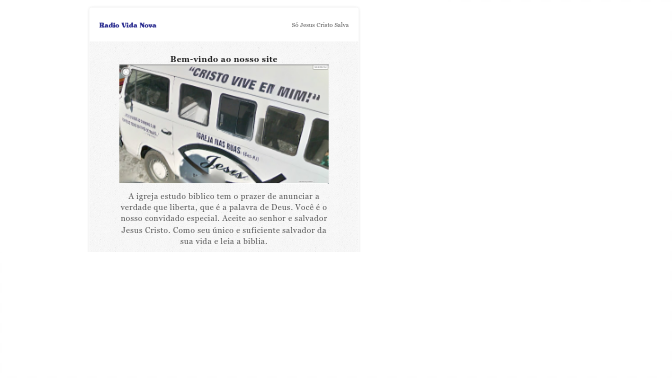 Radio Vida Nova
Só Jesus Cristo Salva
Bem-vindo ao nosso site
"CRISTO VIVE EM MIM!"
IGREJA NAS RUAS
Jesus
A igreja estudo bíblico tem o prazer de anunciar a
verdade que liberta, que é a palavra de Deus. Você é o
nosso convidado especial. Aceite ao senhor e salvador
Jesus Cristo. Como seu único e suficiente salvador da
sua vida e leia a bíblia.